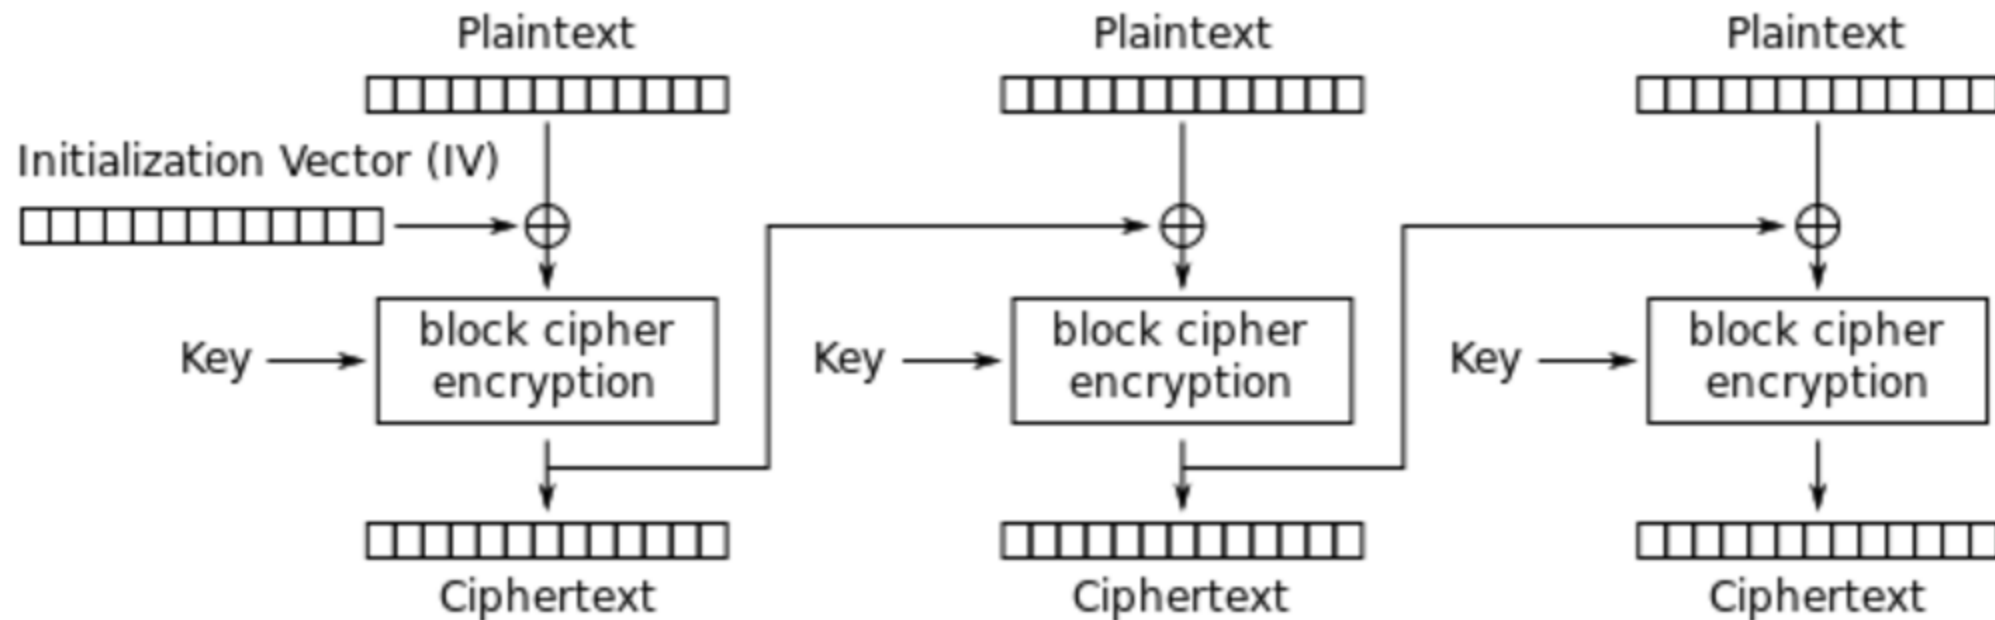 Plaintext
Plaintext
Plaintext
Initialization Vector (IV)
Key
block cipher
encryption
Key
block cipher
encryption
Key
block cipher
encryption
Ciphertext
Ciphertext
Ciphertext